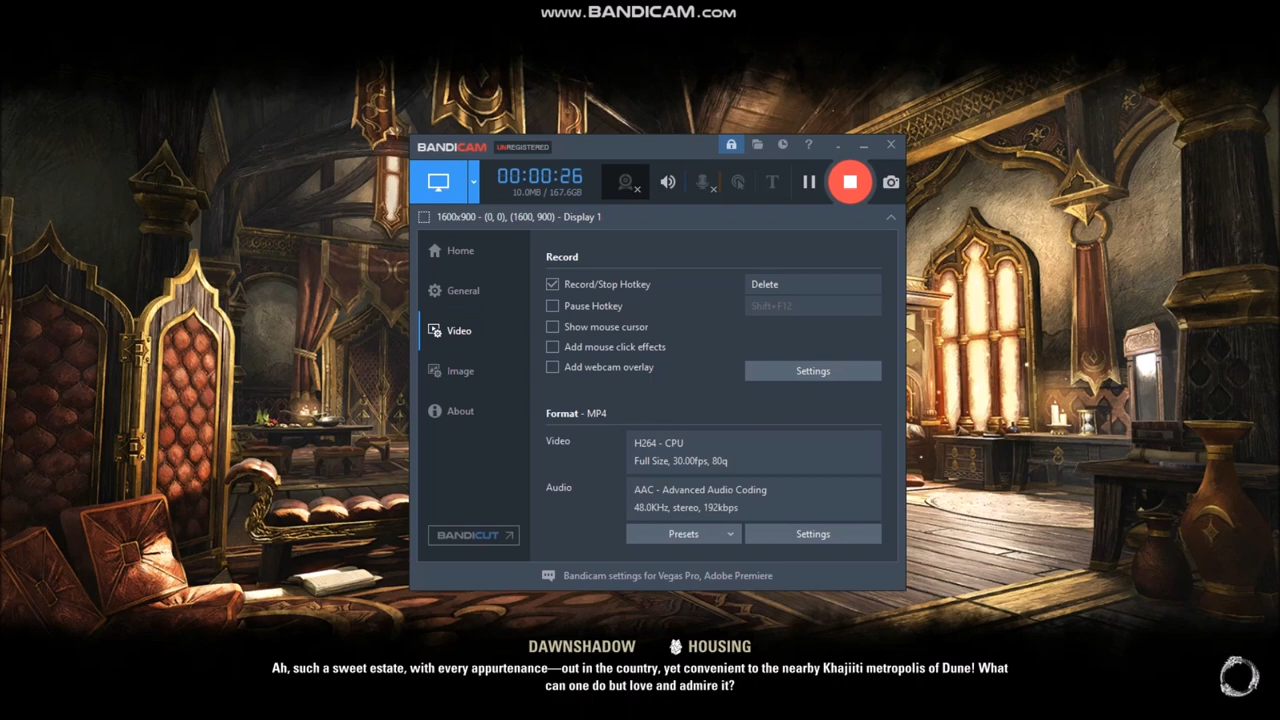 www.BANDICAM.com
BANDICAM UNREGISTERED
?
00:00:26
10.0MB / 167.6GB
T
1600x900 - (0, 0), (1600, 900) - Display 1
Home
General
Video
Image
About
BANDICUT
Record
Record/Stop Hotkey Delete
Pause Hotkey Shift+F12
Show mouse cursor
Add mouse click effects
Add webcam overlay Settings
Format - MP4
Video H264 - CPU
Full Size, 30.00fps, 80q
Audio AAC - Advanced Audio Coding
48.0KHz, stereo, 192kbps
Presets Settings
Bandicam settings for Vegas Pro, Adobe Premiere
DAWNSHADOW HOUSING
Ah, such a sweet estate, with every appurtenance—out in the country, yet convenient to the nearby Khajiiti metropolis of Dune! What
can one do but love and admire it?